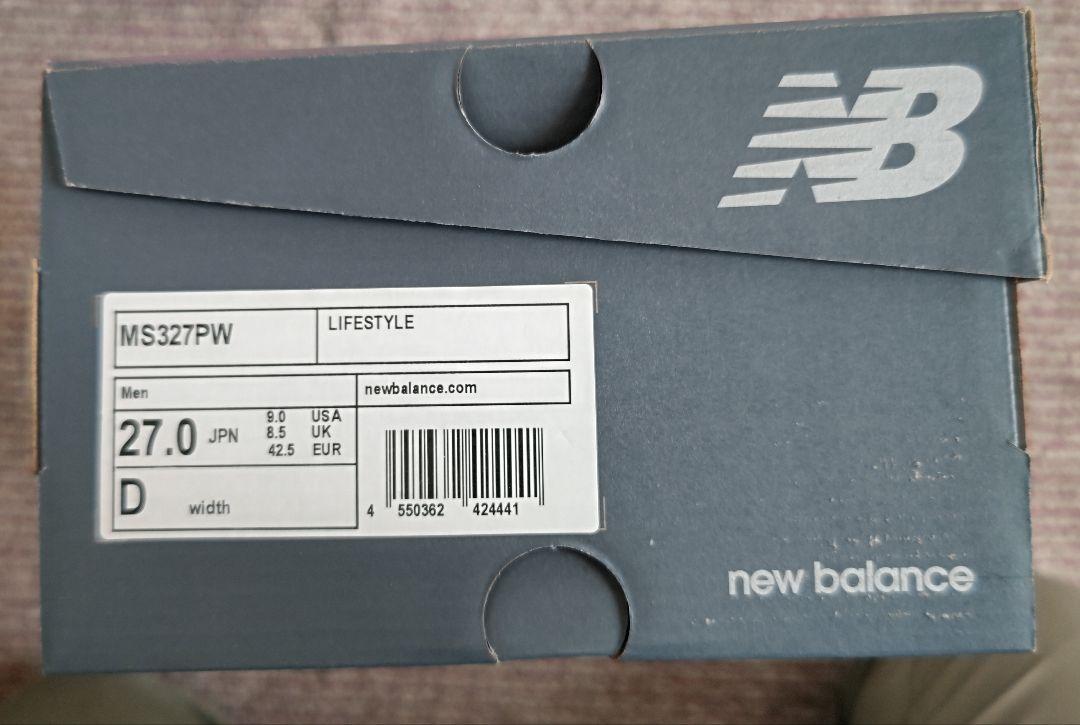 NB
MS327PW
LIFESTYLE
Men
newbalance.com
27.0 JPN
9.0 USA
8.5 UK
42.5 EUR
D width
4 550362 424441
new balance